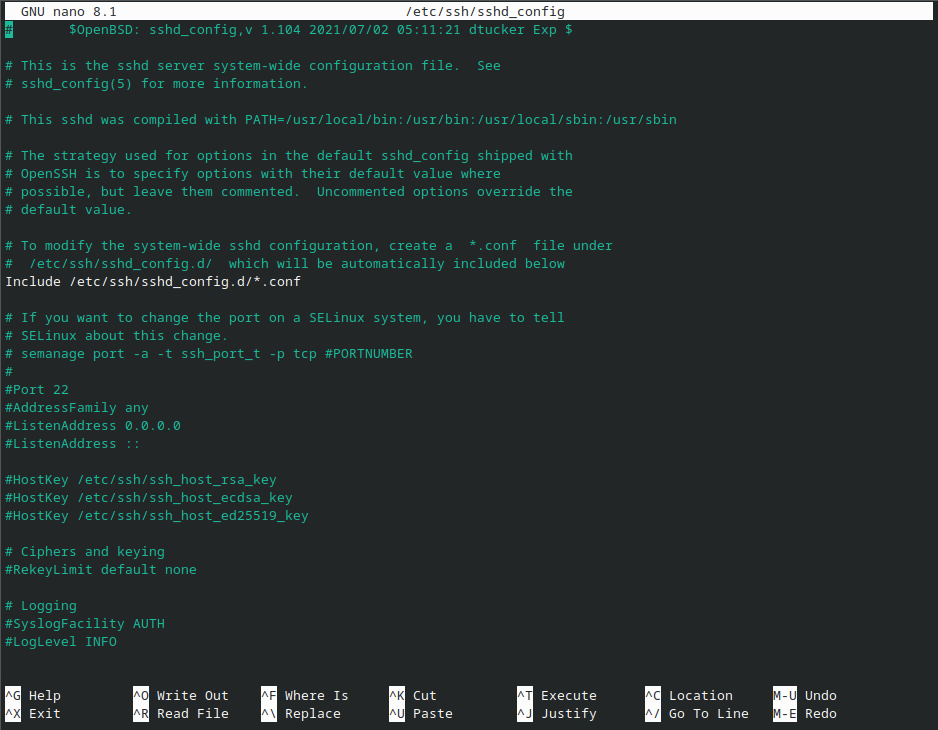 GNU nano 8.1 /etc/ssh/sshd_config
# $OpenBSD: sshd_config,v 1.104 2021/07/02 05:11:21 dtucker Exp $
# This is the sshd server system-wide configuration file.  See
# sshd_config(5) for more information.
# This sshd was compiled with PATH=/usr/local/bin:/usr/bin:/usr/local/sbin:/usr/sbin
# The strategy used for options in the default sshd_config shipped with
# OpenSSH is to specify options with their default value where
# possible, but leave them commented.  Uncommented options override the
# default value.
# To modify the system-wide sshd configuration, create a  *.conf  file under
#  /etc/ssh/sshd_config.d/  which will be automatically included below
Include /etc/ssh/sshd_config.d/*.conf
# If you want to change the port on a SELinux system, you have to tell
# SELinux about this change.
# semanage port -a -t ssh_port_t -p tcp #PORTNUMBER
#
#Port 22
#AddressFamily any
#ListenAddress 0.0.0.0
#ListenAddress ::
#HostKey /etc/ssh/ssh_host_rsa_key
#HostKey /etc/ssh/ssh_host_ecdsa_key
#HostKey /etc/ssh/ssh_host_ed25519_key
# Ciphers and keying
#RekeyLimit default none
# Logging
#SyslogFacility AUTH
#LogLevel INFO
^G Help ^O Write Out ^F Where Is ^K Cut ^T Execute ^C Location M-U Undo
^X Exit ^R Read File ^\ Replace ^U Paste ^J Justify ^/ Go To Line M-E Redo